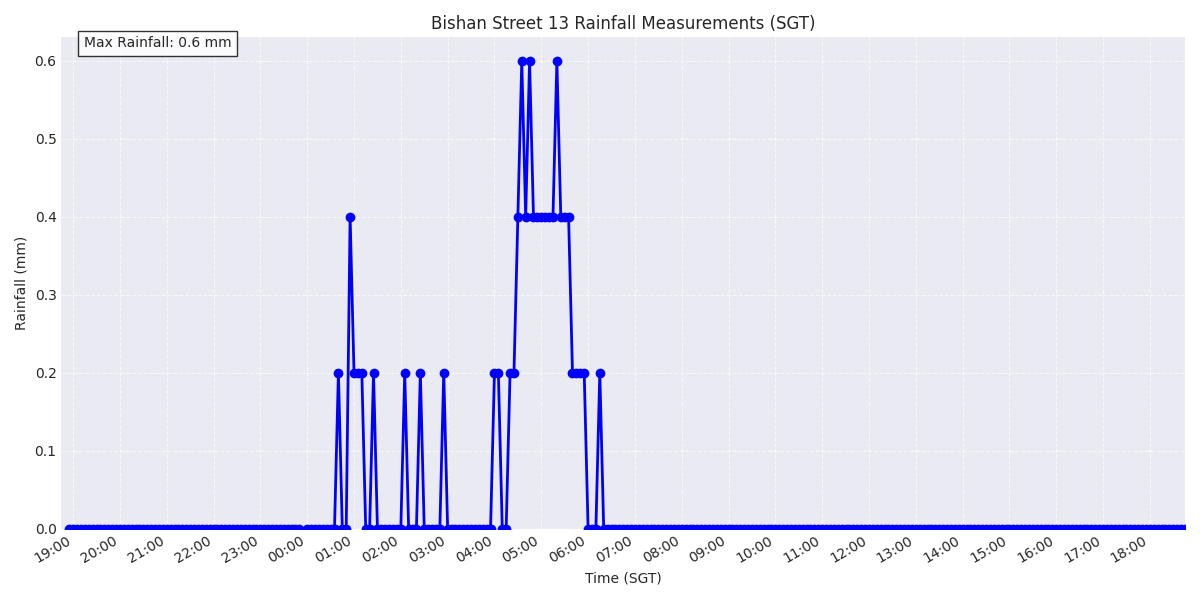 Bishan Street 13 Rainfall Measurements (SGT)
Max Rainfall: 0.6 mm
0.6
0.5
0.4
0.3
0.2
0.1
0.0
Rainfall (mm)
19:00 20:00 21:00 22:00 23:00 00:00 01:00 02:00 03:00 04:00 05:00 06:00 07:00 08:00 09:00 10:00 11:00 12:00 13:00 14:00 15:00 16:00 17:00 18:00
Time (SGT)